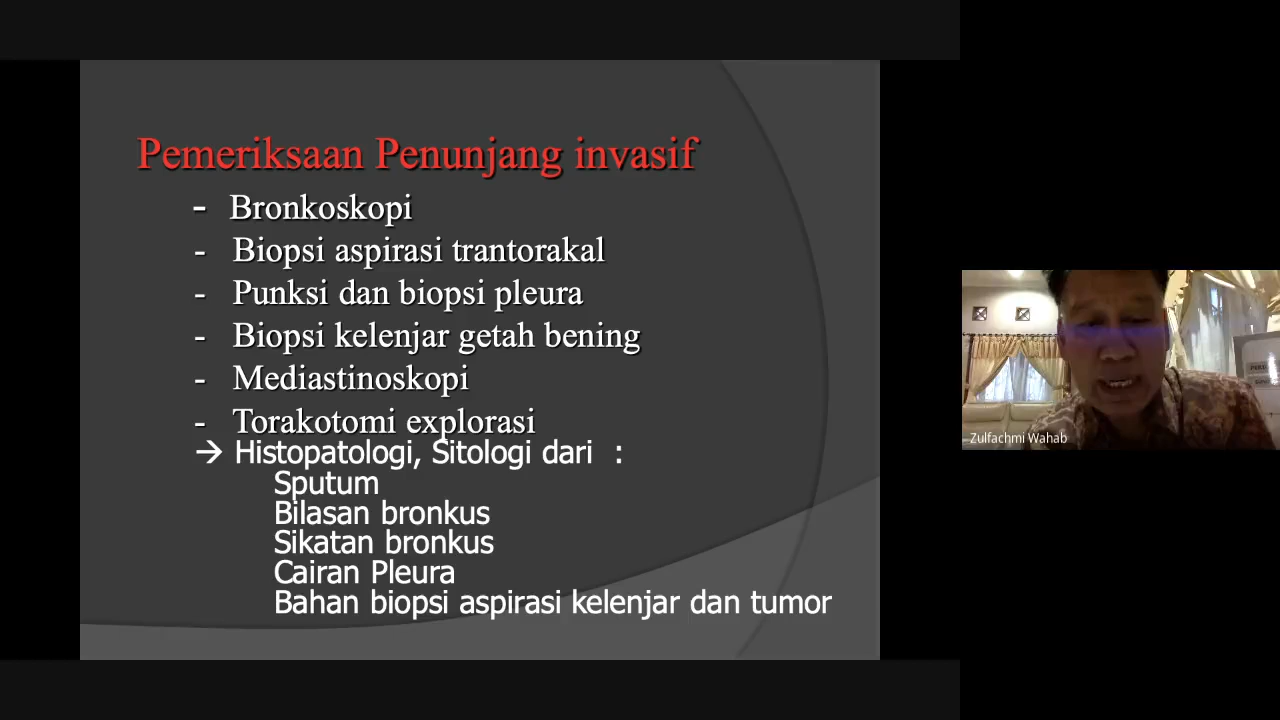 Pemeriksaan Penunjang invasif
- Bronkoskopi
- Biopsi aspirasi trantorakal
- Punksi dan biopsi pleura
- Biopsi kelenjar getah bening
- Mediastinoskopi
- Torakotomi explorasi
→ Histopatologi, Sitologi dari :
Sputum
Bilasan bronkus
Sikatan bronkus
Cairan Pleura
Bahan biopsi aspirasi kelenjar dan tumor
Zulfachmi Wahab